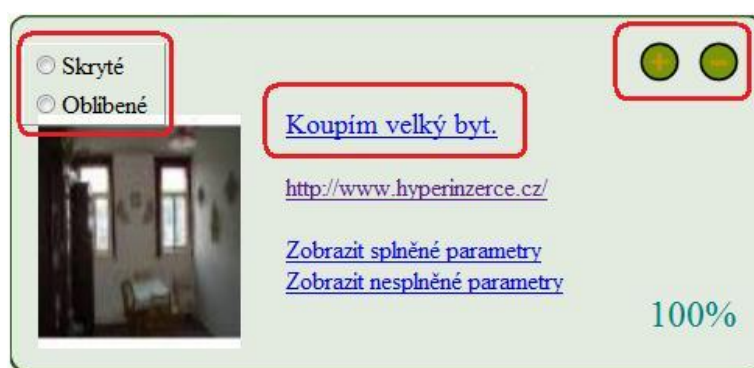 Skryté
Oblíbené
+ -
Koupím velký byt.
http://www.hyperinzerce.cz/
Zobrazit splněné parametry
Zobrazit nesplněné parametry
100%